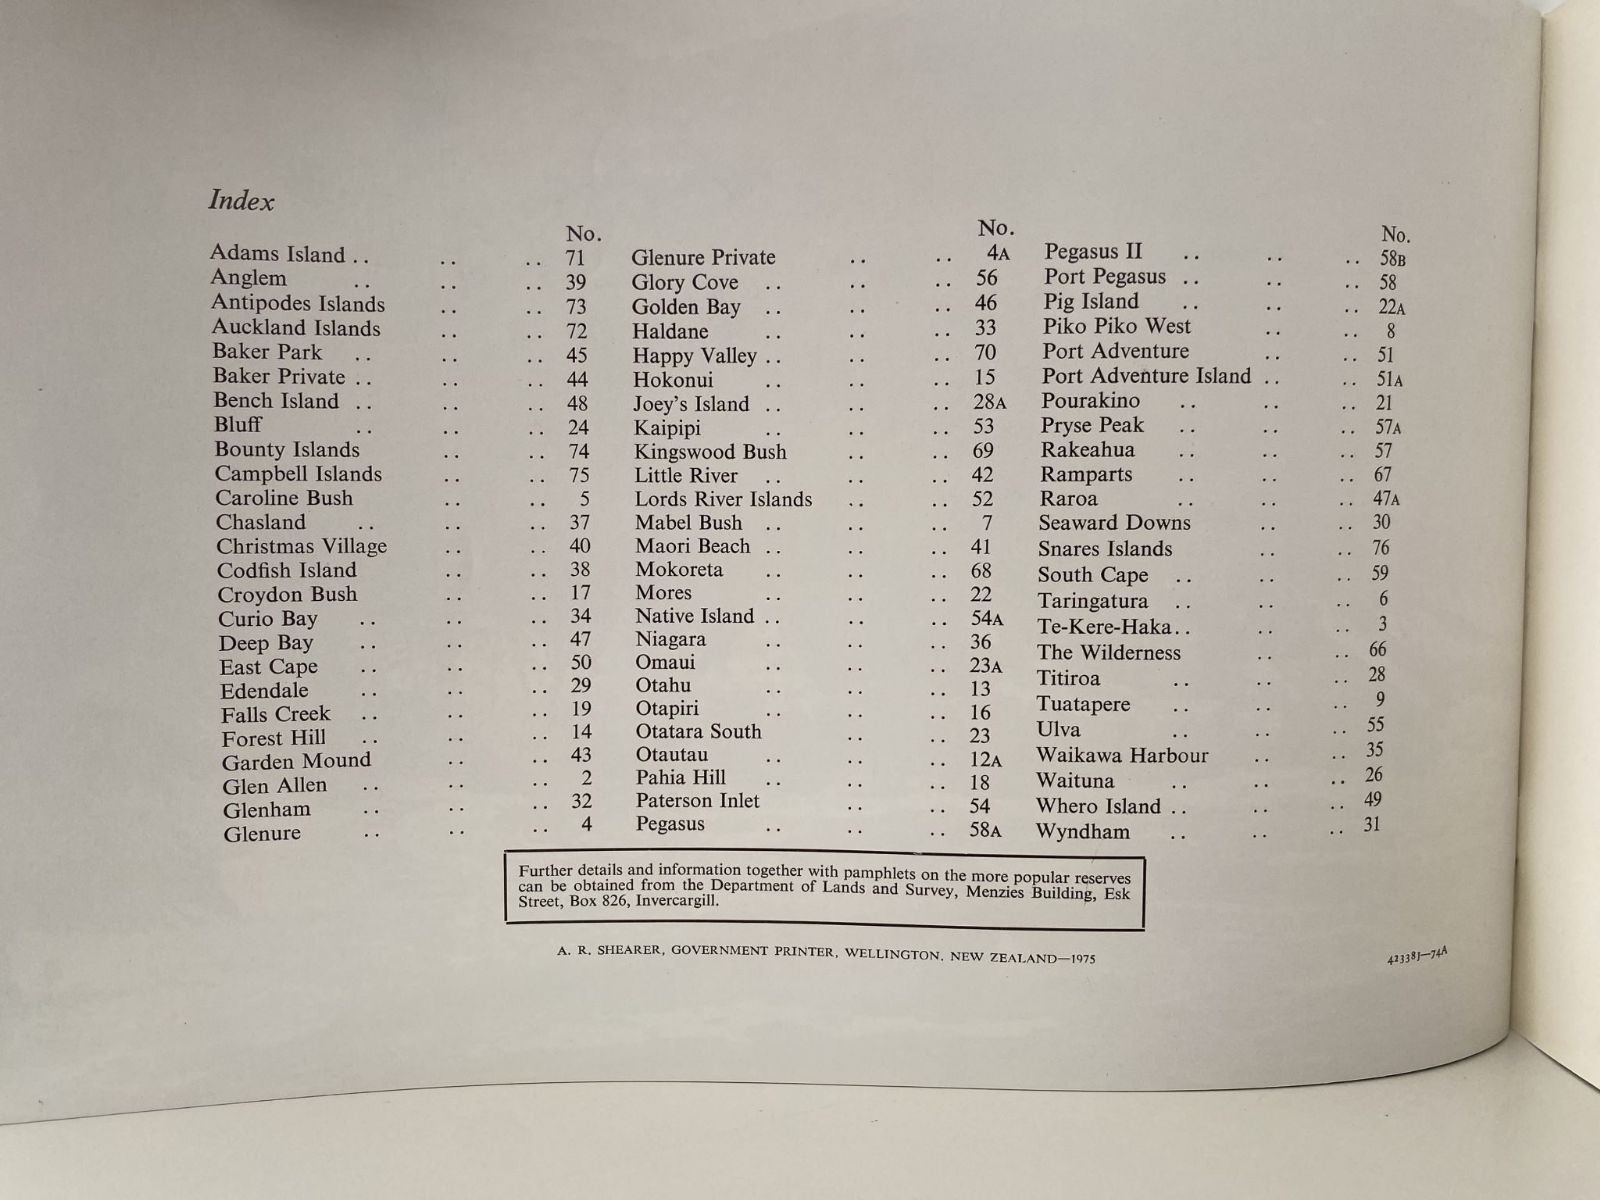 Index
No.
Adams Island .. .. .. 71
Anglem .. .. .. 39
Antipodes Islands .. .. 73
Auckland Islands .. .. 72
Baker Park .. .. .. 45
Baker Private .. .. .. 44
Bench Island .. .. .. 48
Bluff .. .. .. 24
Bounty Islands .. .. 74
Campbell Islands .. .. 75
Caroline Bush .. .. 5
Chasland .. .. .. 37
Christmas Village .. .. 40
Codfish Island .. .. 38
Croydon Bush .. .. 17
Curio Bay .. .. .. 34
Deep Bay .. .. .. 47
East Cape .. .. .. 50
Edendale .. .. .. 29
Falls Creek .. .. .. 19
Forest Hill .. .. .. 14
Garden Mound .. .. 43
Glen Allen .. .. .. 2
Glenham .. .. .. 32
Glenure .. .. .. 4
No.
Glenure Private .. .. 4A
Glory Cove .. .. .. 56
Golden Bay .. .. .. 46
Haldane .. .. .. 33
Happy Valley .. .. .. 70
Hokonui .. .. .. 15
Joey's Island .. .. .. 28A
Kaipipi .. .. .. 53
Kingswood Bush .. .. 69
Little River .. .. .. 42
Lords River Islands .. .. 52
Mabel Bush .. .. .. 7
Maori Beach .. .. .. 41
Mokoreta .. .. .. 68
Mores .. .. .. 22
Native Island .. .. .. 54A
Niagara .. .. .. 36
Omaui .. .. .. 23A
Otahu .. .. .. 13
Otapiri .. .. .. 16
Otatara South .. .. 23
Otautau .. .. .. 12A
Pahia Hill .. .. .. 18
Paterson Inlet .. .. 54
Pegasus .. .. .. 58A
No.
Pegasus II .. .. .. 58B
Port Pegasus .. .. .. 58
Pig Island .. .. .. 22A
Piko Piko West .. .. 8
Port Adventure .. .. 51
Port Adventure Island .. .. 51A
Pourakino .. .. .. 21
Pryse Peak .. .. .. 57A
Rakeahua .. .. .. 57
Ramparts .. .. .. 67
Raroa .. .. .. 47A
Seaward Downs .. .. 30
Snares Islands .. .. 76
South Cape .. .. .. 59
Taringatura .. .. .. 6
Te-Kere-Haka .. .. .. 3
The Wilderness .. .. 66
Titiroa .. .. .. 28
Tuatapere .. .. .. 9
Ulva .. .. .. 55
Waikawa Harbour .. .. 35
Waituna .. .. .. 26
Whero Island .. .. .. 49
Wyndham .. .. .. 31
Further details and information together with pamphlets on the more popular reserves
can be obtained from the Department of Lands and Survey, Menzies Building, Esk
Street, Box 826, Invercargill.
A. R. SHEARER, GOVERNMENT PRINTER, WELLINGTON, NEW ZEALAND—1975
42338J—74A